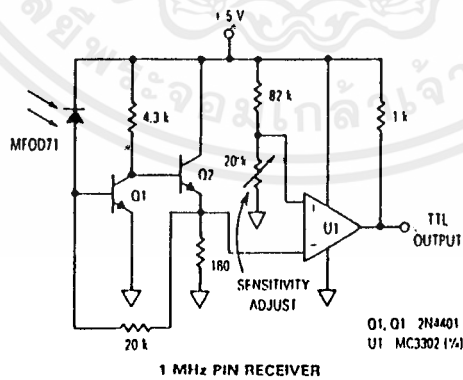 +5 V
82 k
4.3 k
1 k
MFOD71
20 k
Q1
Q2
+
U1
−
TTL
OUTPUT
180
SENSITIVITY
ADJUST
20 k
Q1, Q1 2N4401
U1 MC3302 (¼)
1 MHz PIN RECEIVER